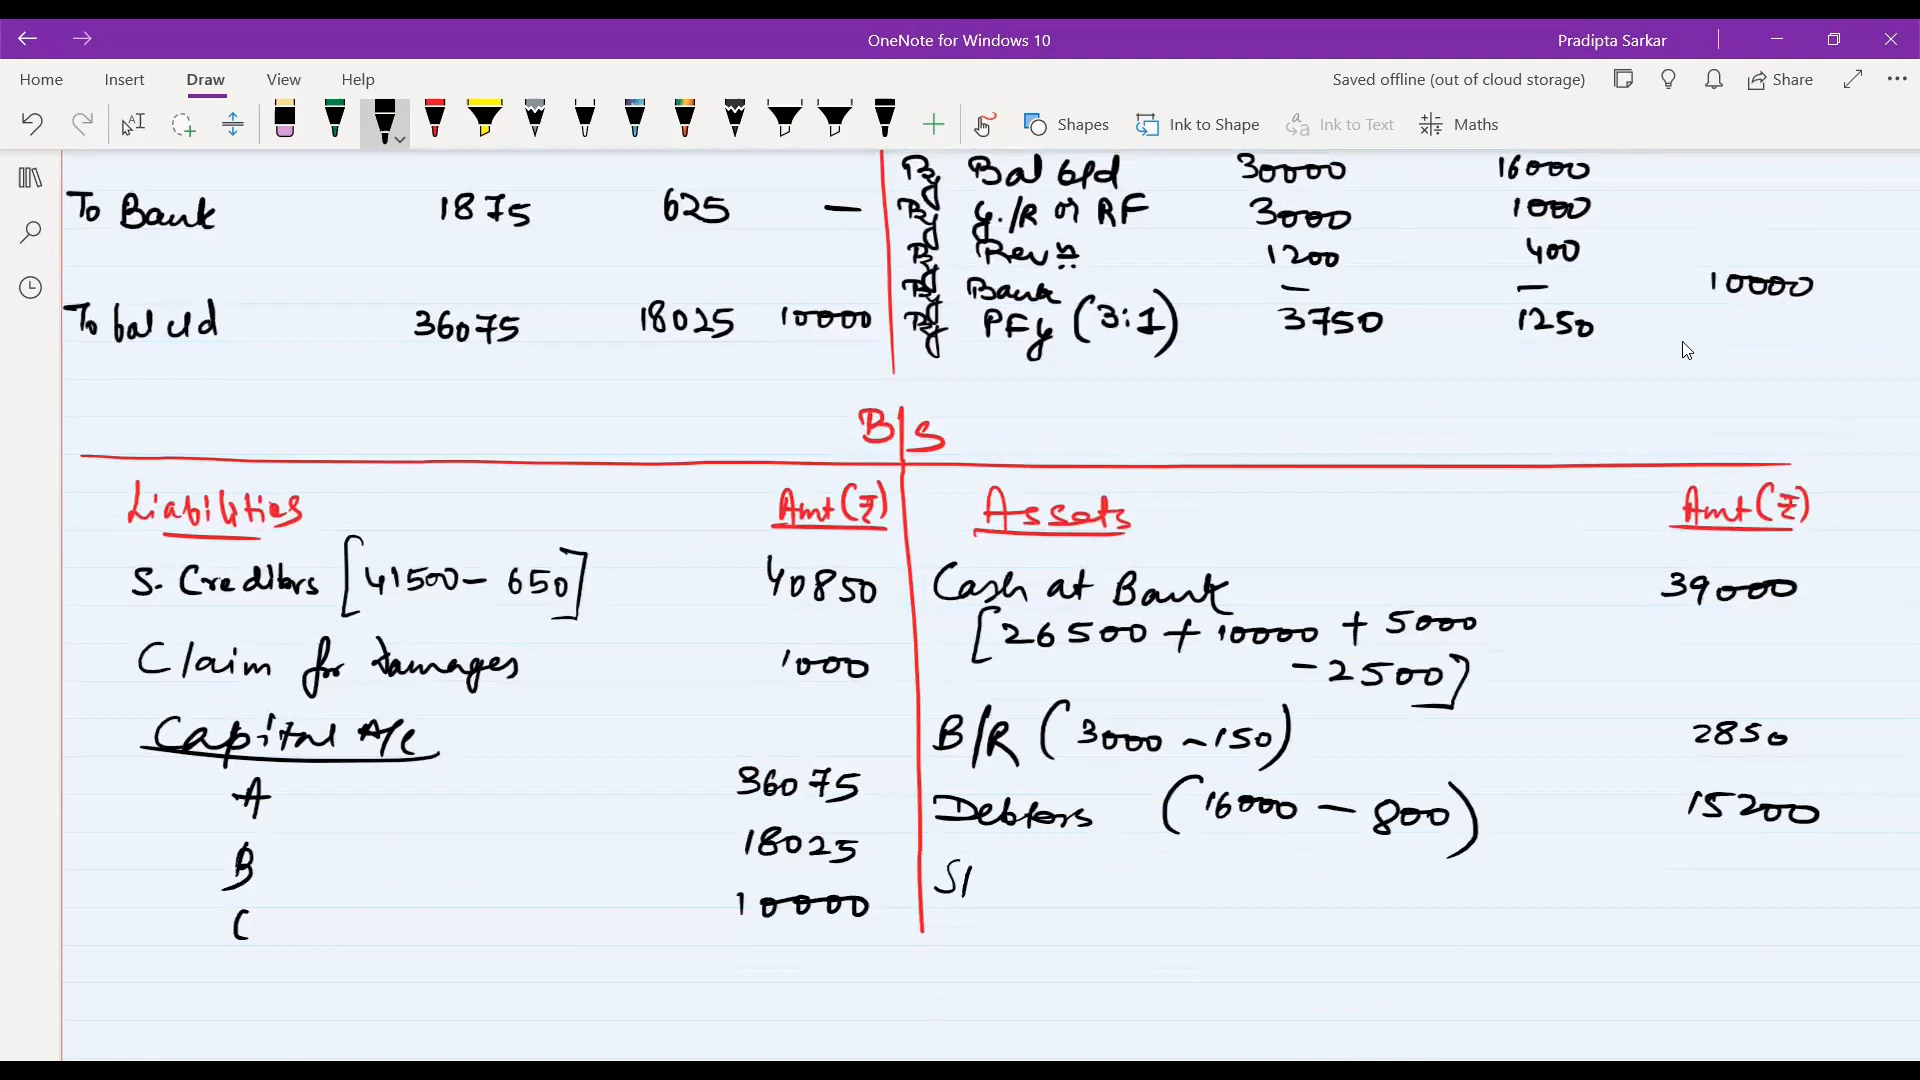 OneNote for Windows 10
Pradipta Sarkar
Home Insert Draw View Help
Saved offline (out of cloud storage)
Share
Shapes
Ink to Shape
Ink to Text
Maths
By Bal b/d 30000 16000
To Bank 1875 625 —
By G./R or RF 3000 1000
By Revn 1200 400
By Bank — — 10000
To bal c/d 36075 18025 10000
By PFG (3:1) 3750 1250
B/S
Liabilities Amt (₹) Assets Amt (₹)
S. Creditors [41500 - 650] 40850
Cash at Bank 39000
[26500 + 10000 + 5000
- 2500]
Claim for damages 1000
Capital A/c
B/R (3000 - 150) 2850
A 36075
Debtors (16000 - 800) 15200
B 18025
C 10000